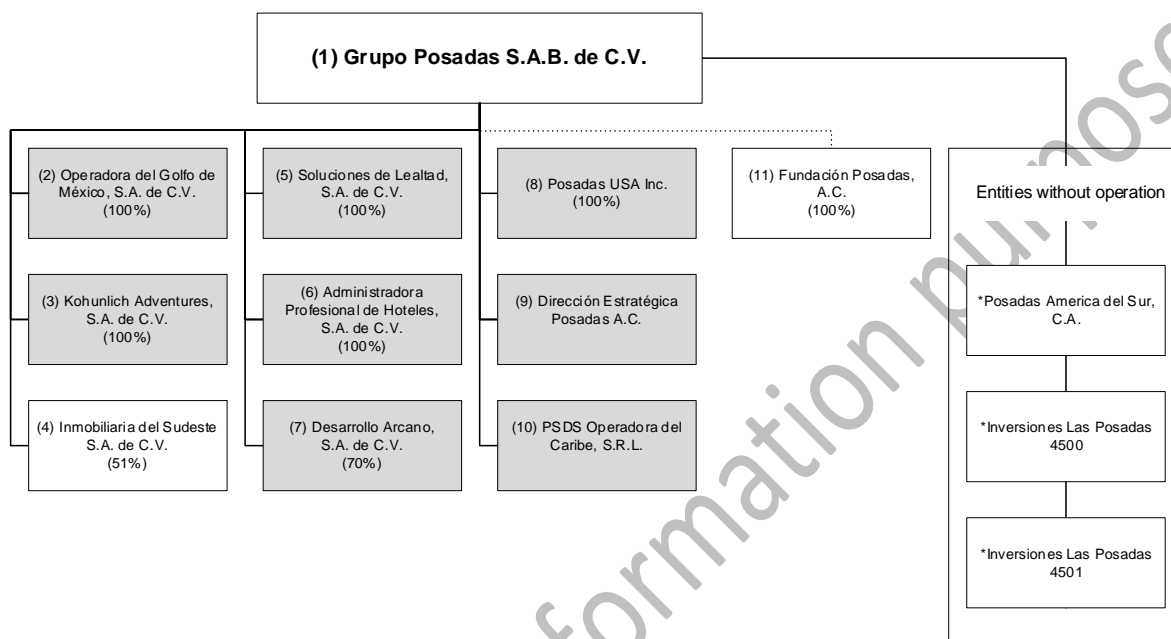 (1) Grupo Posadas S.A.B. de C.V.
(2) Operadora del Golfo de
México, S.A. de C.V.
(100%)
(5) Soluciones de Lealtad,
S.A. de C.V.
(100%)
(8) Posadas USA Inc.
(100%)
(11) Fundación Posadas,
A.C.
(100%)
Entities without operation
(3) Kohunlich Adventures,
S.A. de C.V.
(100%)
(6) Administradora
Profesional de Hoteles,
S.A. de C.V.
(100%)
(9) Dirección Estratégica
Posadas A.C.
*Posadas America del Sur,
C.A.
(4) Inmobiliaria del Sudeste
S.A. de C.V.
(51%)
(7) Desarrollo Arcano,
S.A. de C.V.
(70%)
(10) PSDS Operadora del
Caribe, S.R.L.
*Inversiones Las Posadas
4500
*Inversiones Las Posadas
4501
formation purpose